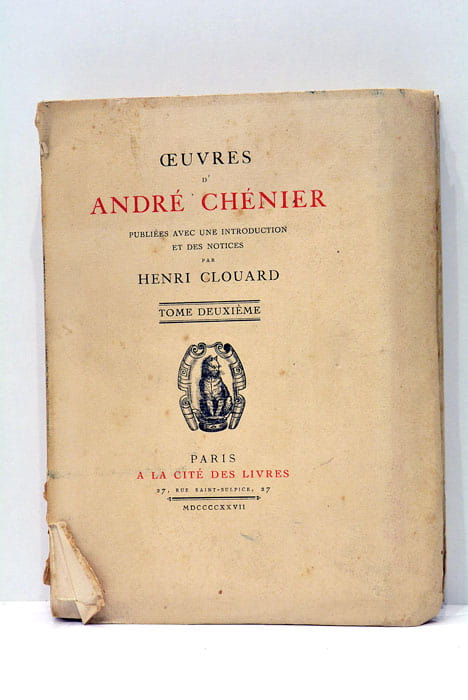 ŒUVRES
D'
ANDRÉ CHÉNIER
PUBLIÉES AVEC UNE INTRODUCTION
ET DES NOTICES
PAR
HENRI CLOUARD
TOME DEUXIÈME
PARIS
A LA CITÉ DES LIVRES
27, RUE SAINT-SULPICE, 27
MDCCCCXXVII